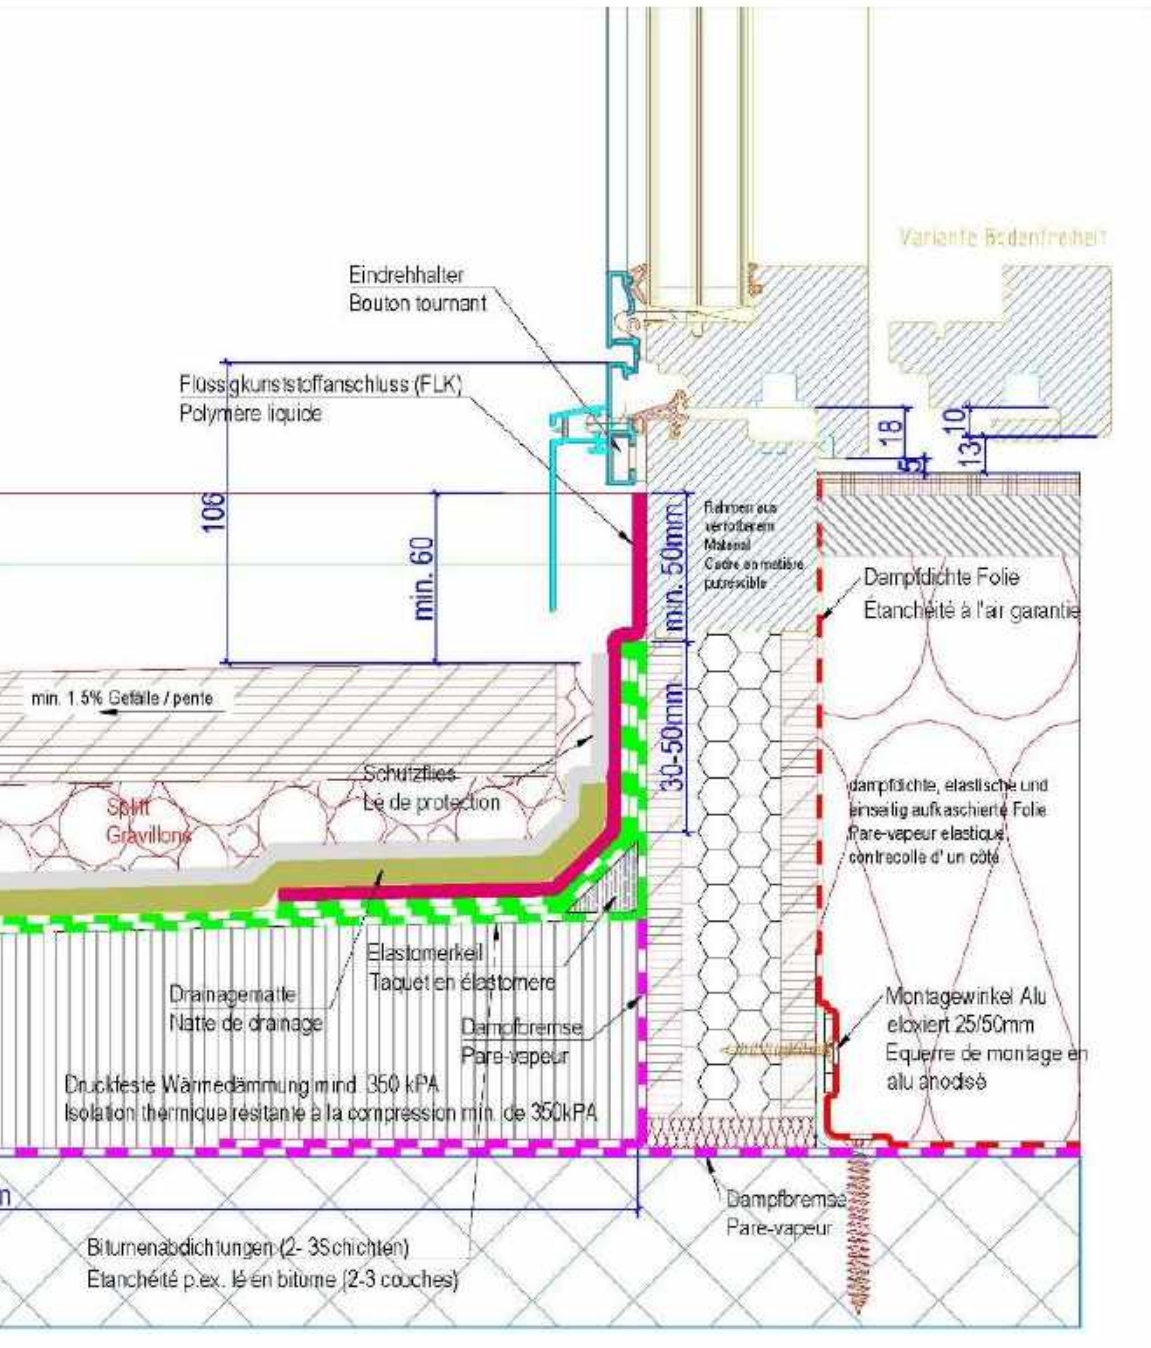 Variante Bodenfreiheit
Eindrehhalter
Bouton tournant
Flüssigkunststoffanschluss (FLK)
Polymère liquide
18
10
5
13
106
min. 60
min. 50mm
Rahmen aus
verrottbarem
Material
Cadre en matière
putrescible
Dampfdichte Folie
Étanchéité à l'air garantie
min. 1.5% Gefälle / pente
30-50mm
Schutzflies
Lé de protection
Splitt
Gravillons
dampfdichte, elastische und
einseitig aufkaschierte Folie
Pare-vapeur elastique,
contrecolle d' un côté
Elastomerkeil
Taquet en élastomère
Drainagematte
Natte de drainage
Dampfbremse
Pare-vapeur
Montagewinkel Alu
eloxiert 25/50mm
Equerre de montage en
alu anodisé
Druckfeste Wärmedämmung mind. 350 kPA
Isolation thermique résitante à la compression min. de 350kPA
Dampfbremse
Pare-vapeur
Bitumenabdichtungen (2- 3Schichten)
Étanchéité p.ex. lé en bitume (2-3 couches)